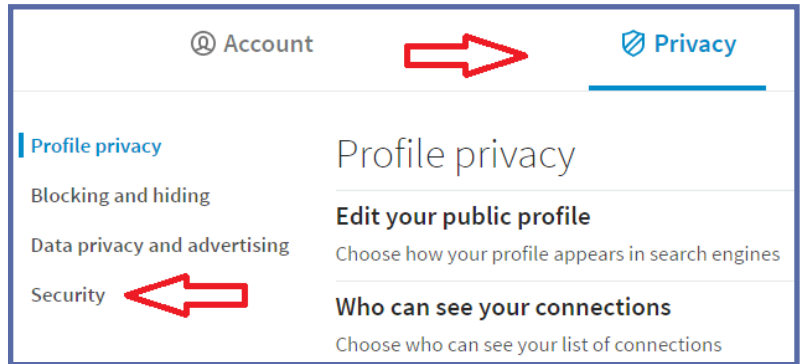 Account
Privacy
Profile privacy
Blocking and hiding
Data privacy and advertising
Security
Profile privacy
Edit your public profile
Choose how your profile appears in search engines
Who can see your connections
Choose who can see your list of connections